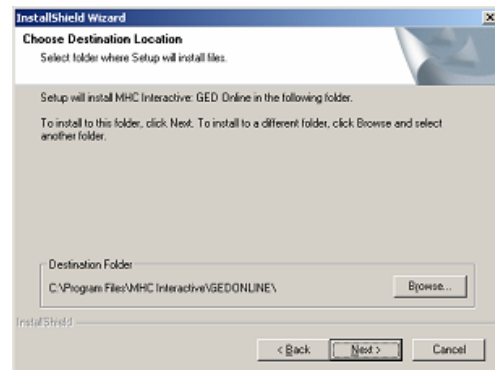 InstallShield Wizard
Choose Destination Location
Select folder where Setup will install files.
Setup will install MHC Interactive: GED Online in the following folder.
To install to this folder, click Next. To install to a different folder, click Browse and select
another folder.
Destination Folder
C:\Program Files\MHC Interactive\GEDONLINE\
Browse...
InstallShield
< Back
Next >
Cancel